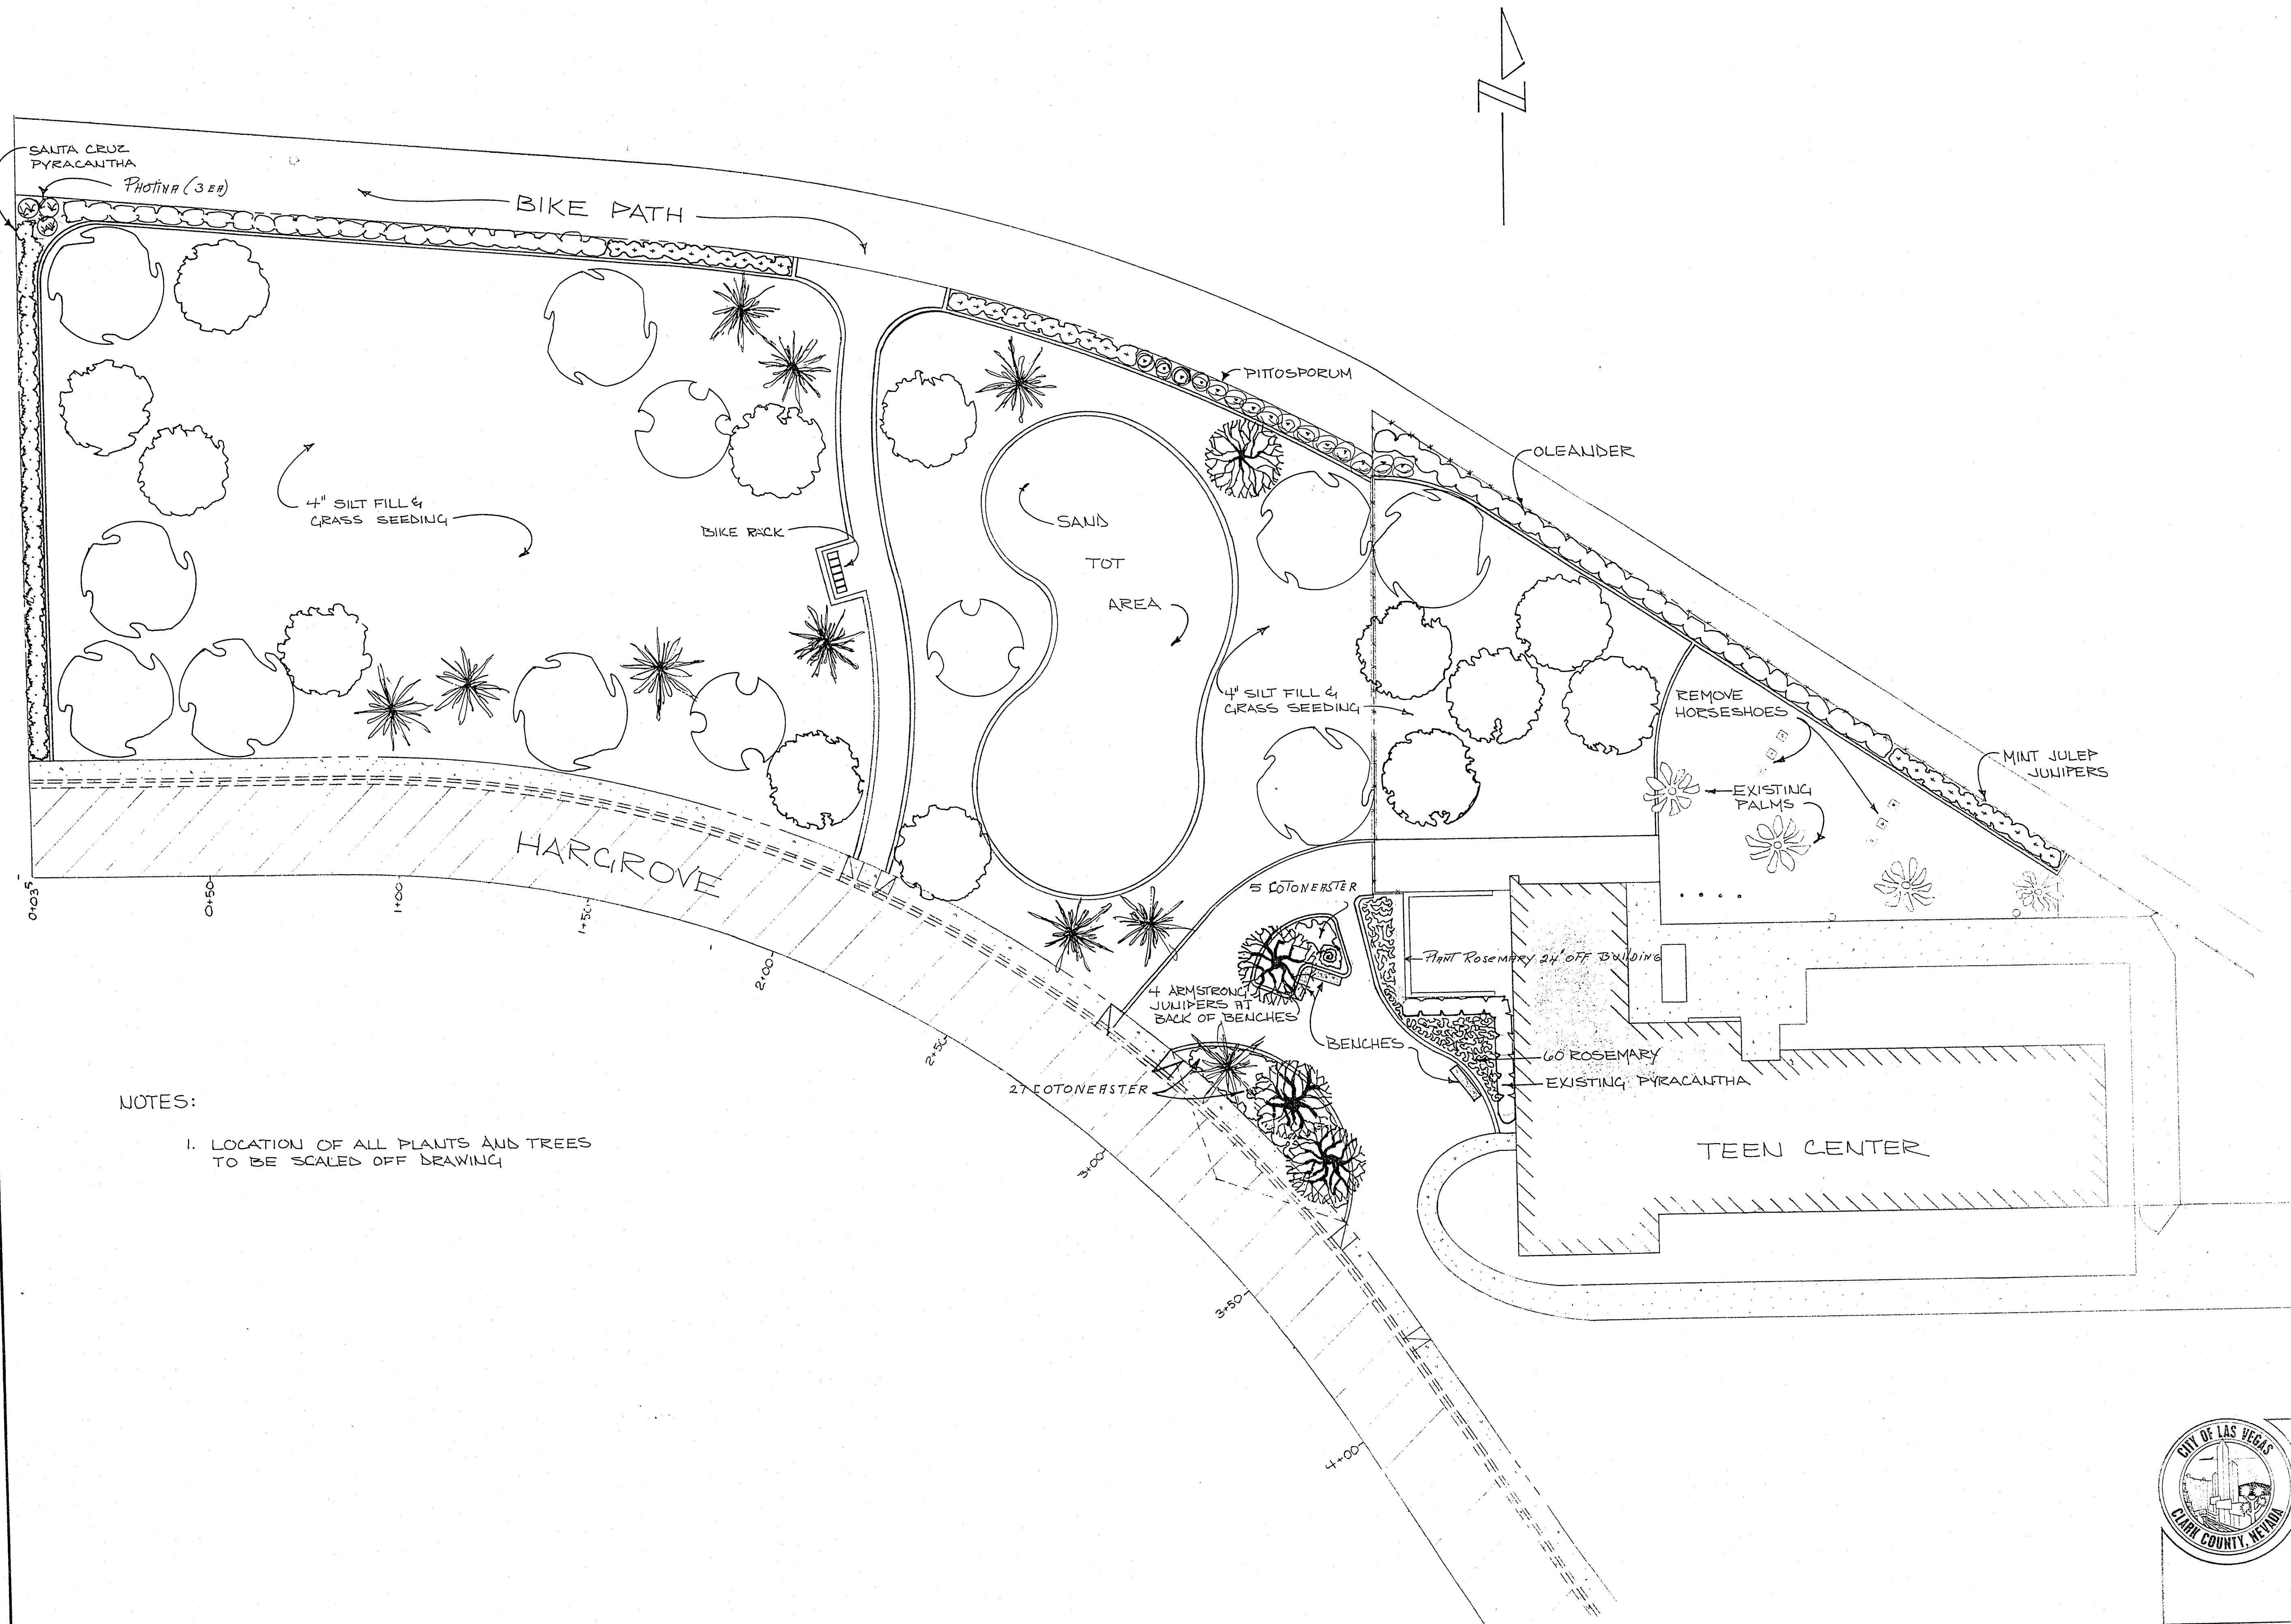 N
SANTA CRUZ
PYRACANTHA
PHOTINA (3 EA)
BIKE PATH
PITTOSPORUM
OLEANDER
4" SILT FILL &
GRASS SEEDING
BIKE RACK
SAND
TOT
AREA
4" SILT FILL &
GRASS SEEDING
REMOVE
HORSESHOES
MINT JULEP
JUNIPERS
EXISTING
PALMS
HARGROVE
0+035
0+50
1+00
1+50
2+00
2+50
3+00
3+50
4+00
5 COTONEASTER
PLANT ROSEMARY 24" OFF BUILDING
4 ARMSTRONG
JUNIPERS AT
BACK OF BENCHES
BENCHES
60 ROSEMARY
EXISTING PYRACANTHA
27 COTONEASTER
TEEN CENTER
NOTES:
1. LOCATION OF ALL PLANTS AND TREES
TO BE SCALED OFF DRAWING
CITY OF LAS VEGAS
CLARK COUNTY, NEVADA